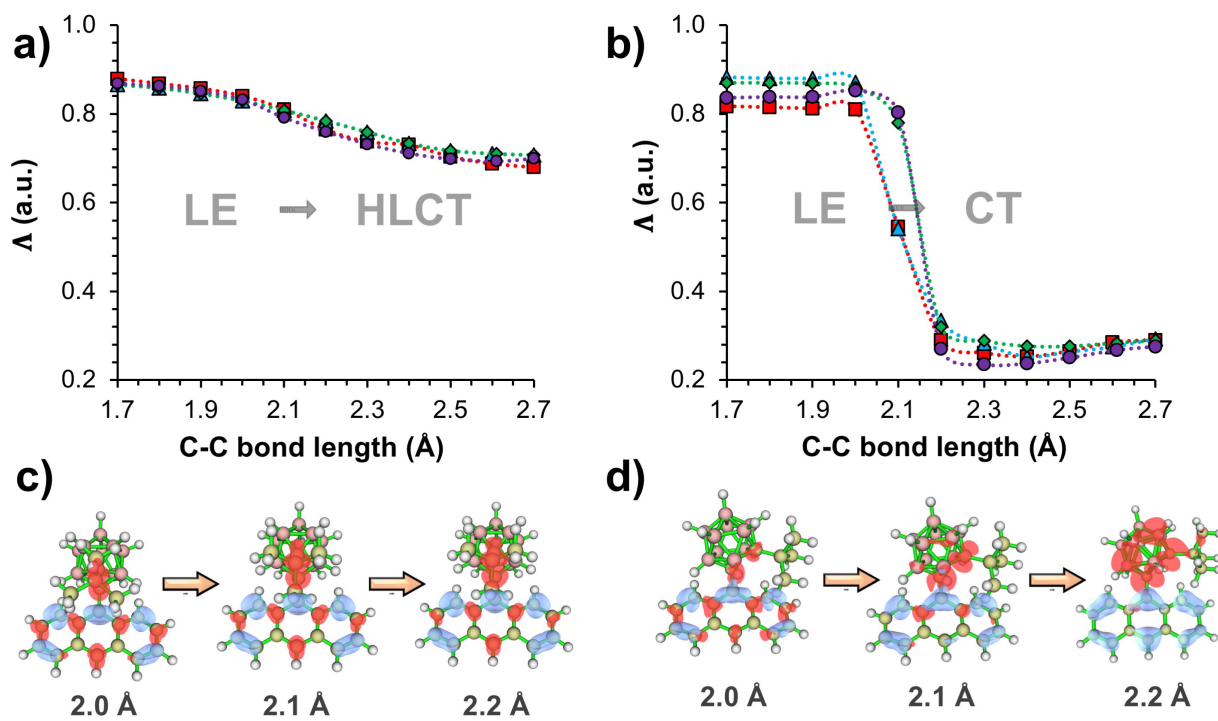 a)
1.0
0.8
0.6
0.4
0.2
Λ (a.u.)
LE
HLCT
1.7
1.9
2.1
2.3
2.5
2.7
C-C bond length (Å)
b)
1.0
0.8
0.6
0.4
0.2
Λ (a.u.)
LE
CT
1.7
1.9
2.1
2.3
2.5
2.7
C-C bond length (Å)
c)
2.0 Å
2.1 Å
2.2 Å
d)
2.0 Å
2.1 Å
2.2 Å